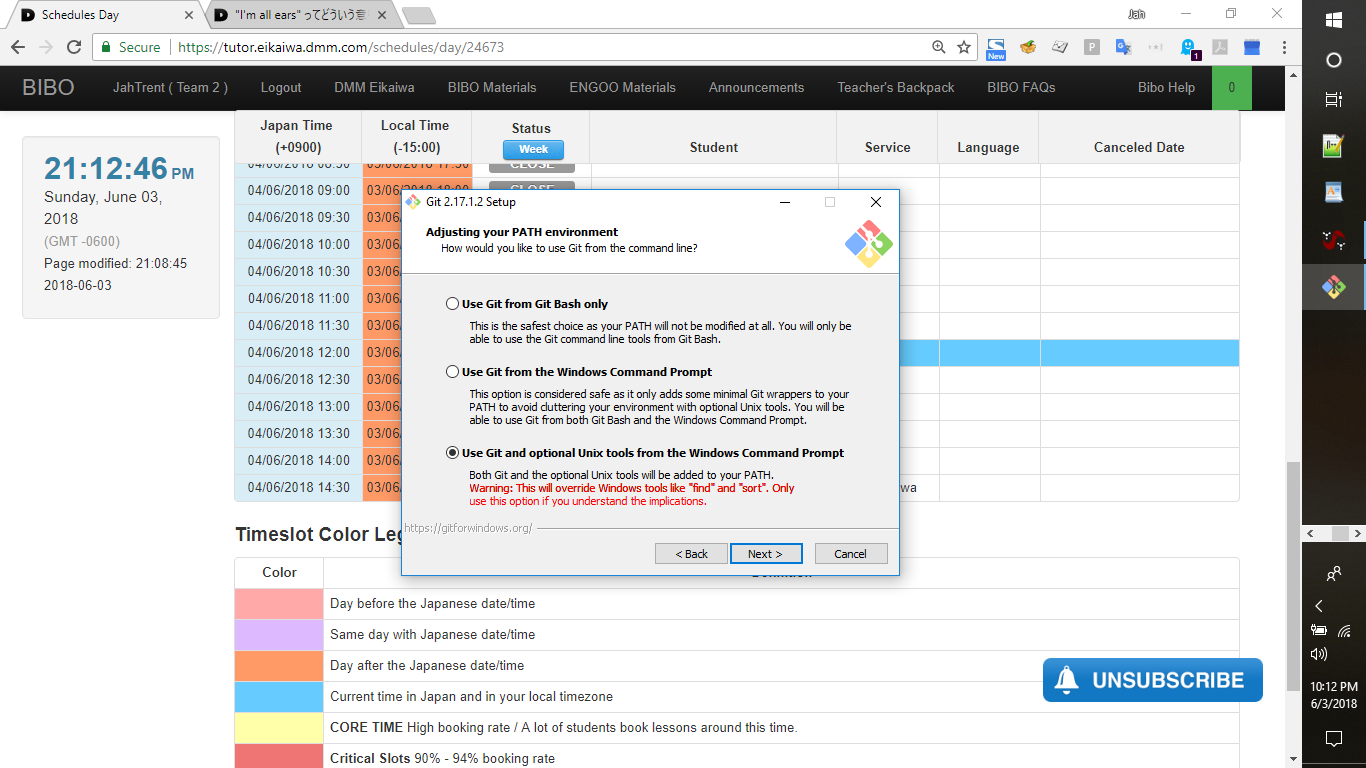 Schedules Day
"I'm all ears" ってどういう意
Jah
Secure
https://tutor.eikaiwa.dmm.com/schedules/day/24673
New
P
1
BIBO
JahTrent ( Team 2 )
Logout
DMM Eikaiwa
BIBO Materials
ENGOO Materials
Announcements
Teacher's Backpack
BIBO FAQs
Bibo Help
0
21:12:46 PM
Sunday, June 03,
2018
(GMT -0600)
Page modified: 21:08:45
2018-06-03
Japan Time
(+0900)
Local Time
(-15:00)
Status
Week
Student
Service
Language
Canceled Date
04/06/2018 08:30 03/06/2018 17:30 CLOSE
04/06/2018 09:00 03/06/2018 18:00 CLOSE
04/06/2018 09:30 03/06
04/06/2018 10:00 03/06
04/06/2018 10:30 03/06
04/06/2018 11:00 03/06
04/06/2018 11:30 03/06
04/06/2018 12:00 03/06
04/06/2018 12:30 03/06
04/06/2018 13:00 03/06
04/06/2018 13:30 03/06
04/06/2018 14:00 03/06
04/06/2018 14:30 03/06
wa
Git 2.17.1.2 Setup
Adjusting your PATH environment
How would you like to use Git from the command line?
Use Git from Git Bash only
This is the safest choice as your PATH will not be modified at all. You will only be
able to use the Git command line tools from Git Bash.
Use Git from the Windows Command Prompt
This option is considered safe as it only adds some minimal Git wrappers to your
PATH to avoid cluttering your environment with optional Unix tools. You will be
able to use Git from both Git Bash and the Windows Command Prompt.
Use Git and optional Unix tools from the Windows Command Prompt
Both Git and the optional Unix tools will be added to your PATH.
Warning: This will override Windows tools like "find" and "sort". Only
use this option if you understand the implications.
https://gitforwindows.org/
< Back
Next >
Cancel
Timeslot Color Leg
Color
Definition
Day before the Japanese date/time
Same day with Japanese date/time
Day after the Japanese date/time
Current time in Japan and in your local timezone
CORE TIME High booking rate / A lot of students book lessons around this time.
Critical Slots 90% - 94% booking rate
UNSUBSCRIBE
10:12 PM
6/3/2018